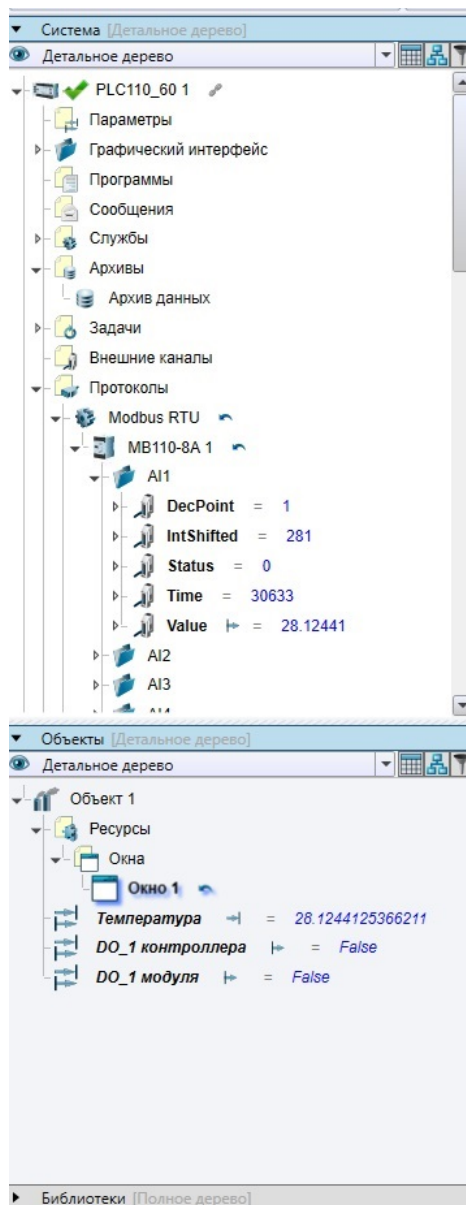 Система [Детальное дерево]
Детальное дерево
PLC110_60 1
Параметры
Графический интерфейс
Программы
Сообщения
Службы
Архивы
Архив данных
Задачи
Внешние каналы
Протоколы
Modbus RTU
МВ110-8А 1
AI1
DecPoint = 1
IntShifted = 281
Status = 0
Time = 30633
Value = 28.12441
AI2
AI3
AI4
Объекты [Детальное дерево]
Детальное дерево
Объект 1
Ресурсы
Окна
Окно 1
Температура = 28.1244125366211
DO_1 контроллера = False
DO_1 модуля = False
Библиотеки [Полное дерево]